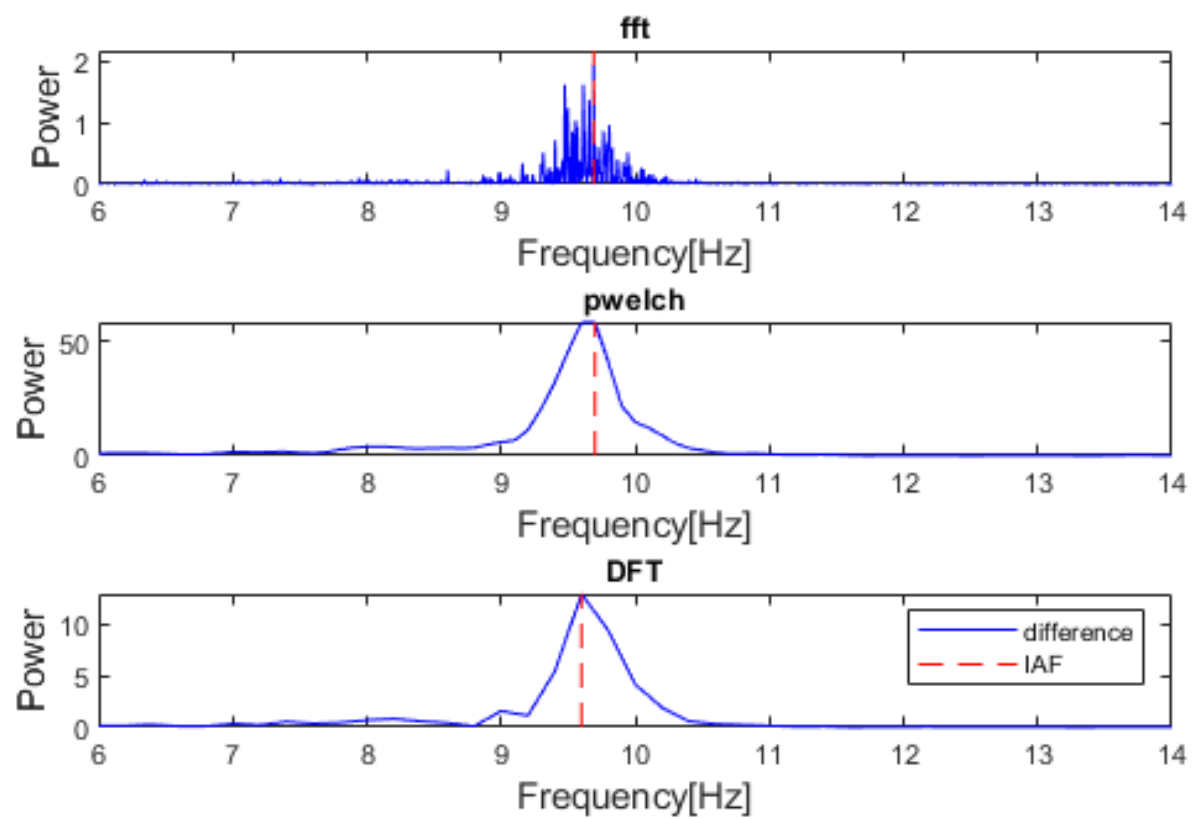 fft
Power
2
1
0
6 7 8 9 10 11 12 13 14
Frequency[Hz]
pwelch
Power
50
0
6 7 8 9 10 11 12 13 14
Frequency[Hz]
DFT
Power
10
5
0
difference
IAF
6 7 8 9 10 11 12 13 14
Frequency[Hz]